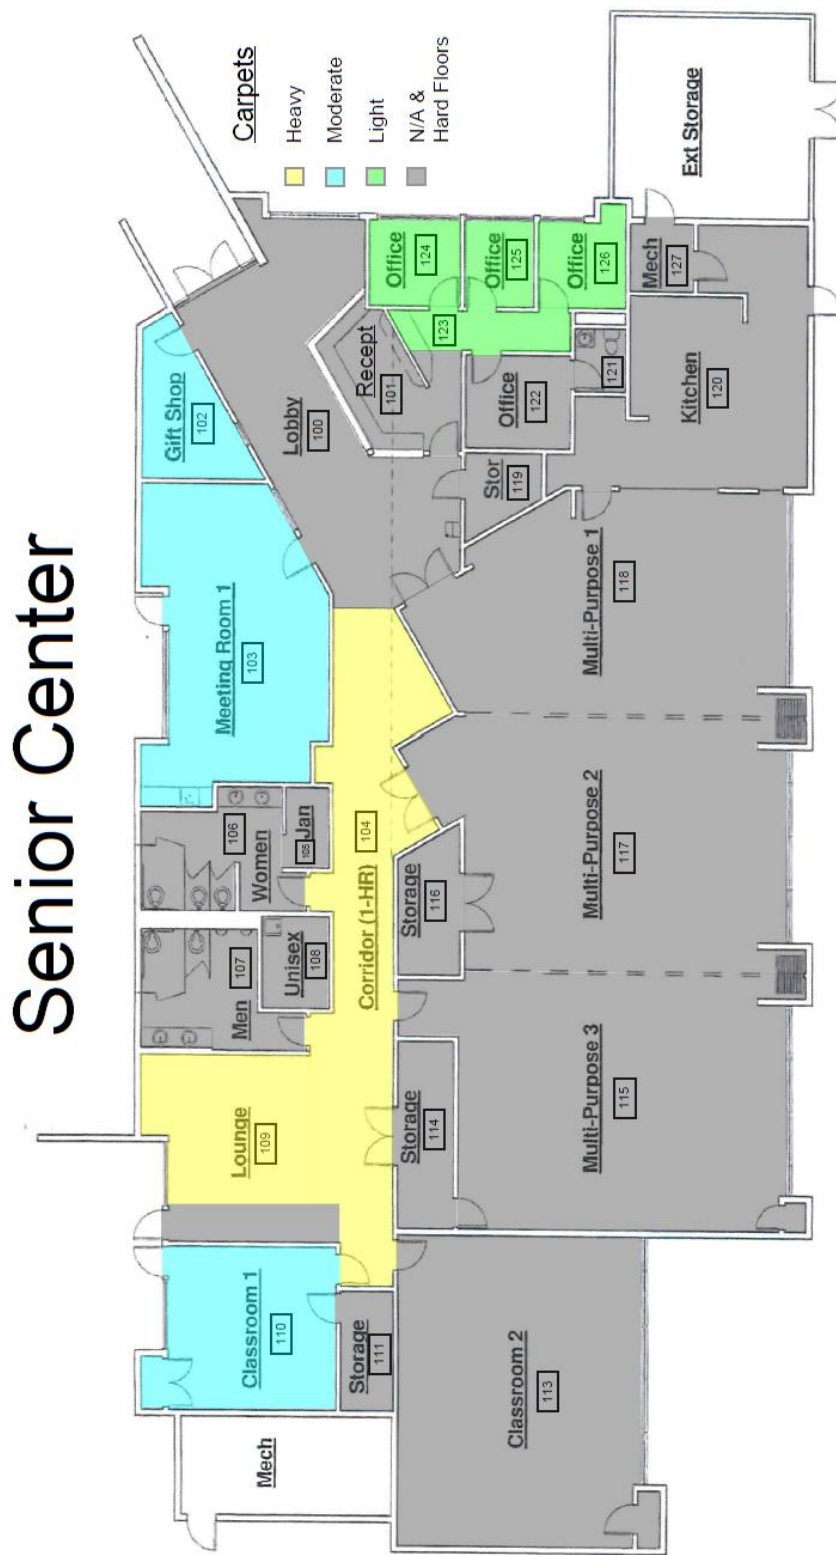 Senior Center
Carpets
Heavy
Moderate
Light
N/A &
Hard Floors
Gift Shop
102
Meeting Room 1
103
Women
106
Jan
105
Men
107
Unisex
108
Lounge
109
Classroom 1
110
Storage
111
Mech
Lobby
100
Recept
101
Corridor (1-HR)
104
Office
124
Office
125
Office
126
123
Office
122
121
Stor
119
Mech
127
Ext Storage
Kitchen
120
Multi-Purpose 1
118
Multi-Purpose 2
117
Multi-Purpose 3
115
Storage
116
Storage
114
Classroom 2
113